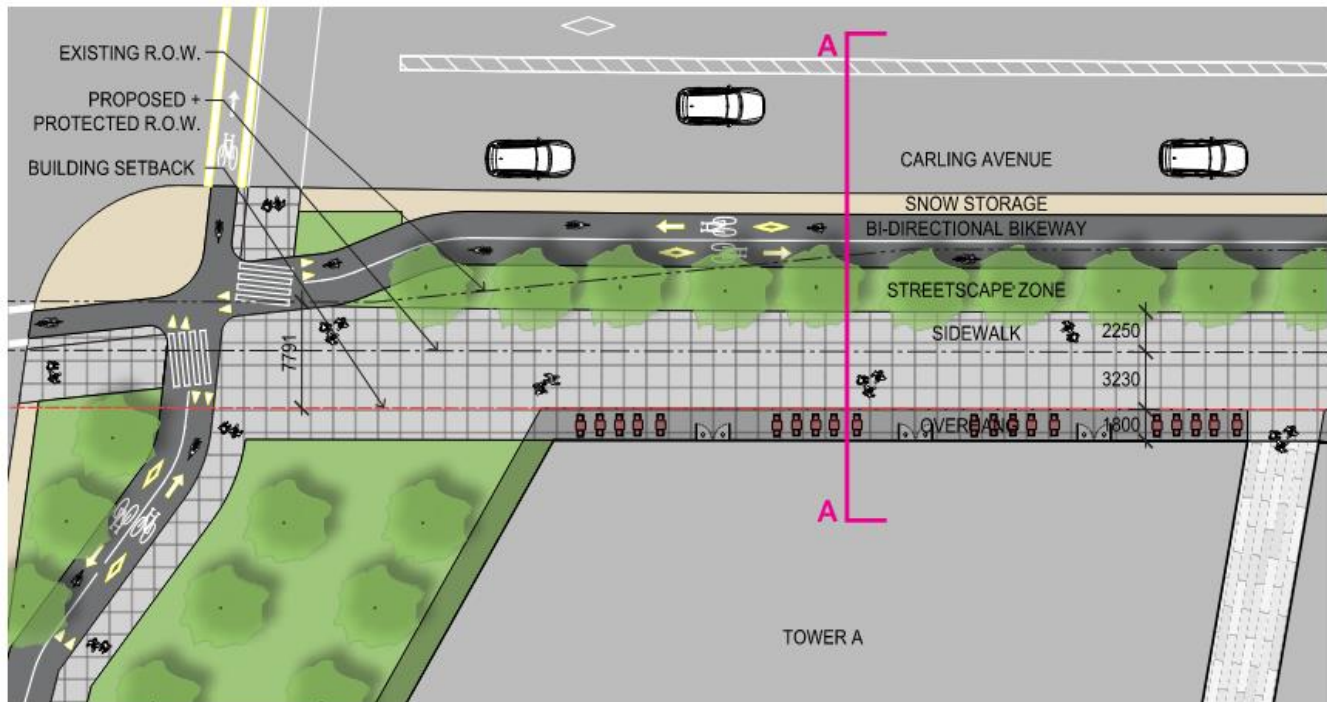 EXISTING R.O.W.
PROPOSED +
PROTECTED R.O.W.
BUILDING SETBACK
A
CARLING AVENUE
SNOW STORAGE
BI-DIRECTIONAL BIKEWAY
STREETSCAPE ZONE
SIDEWALK
2250
7791
3230
OVERHANG
1800
A
TOWER A